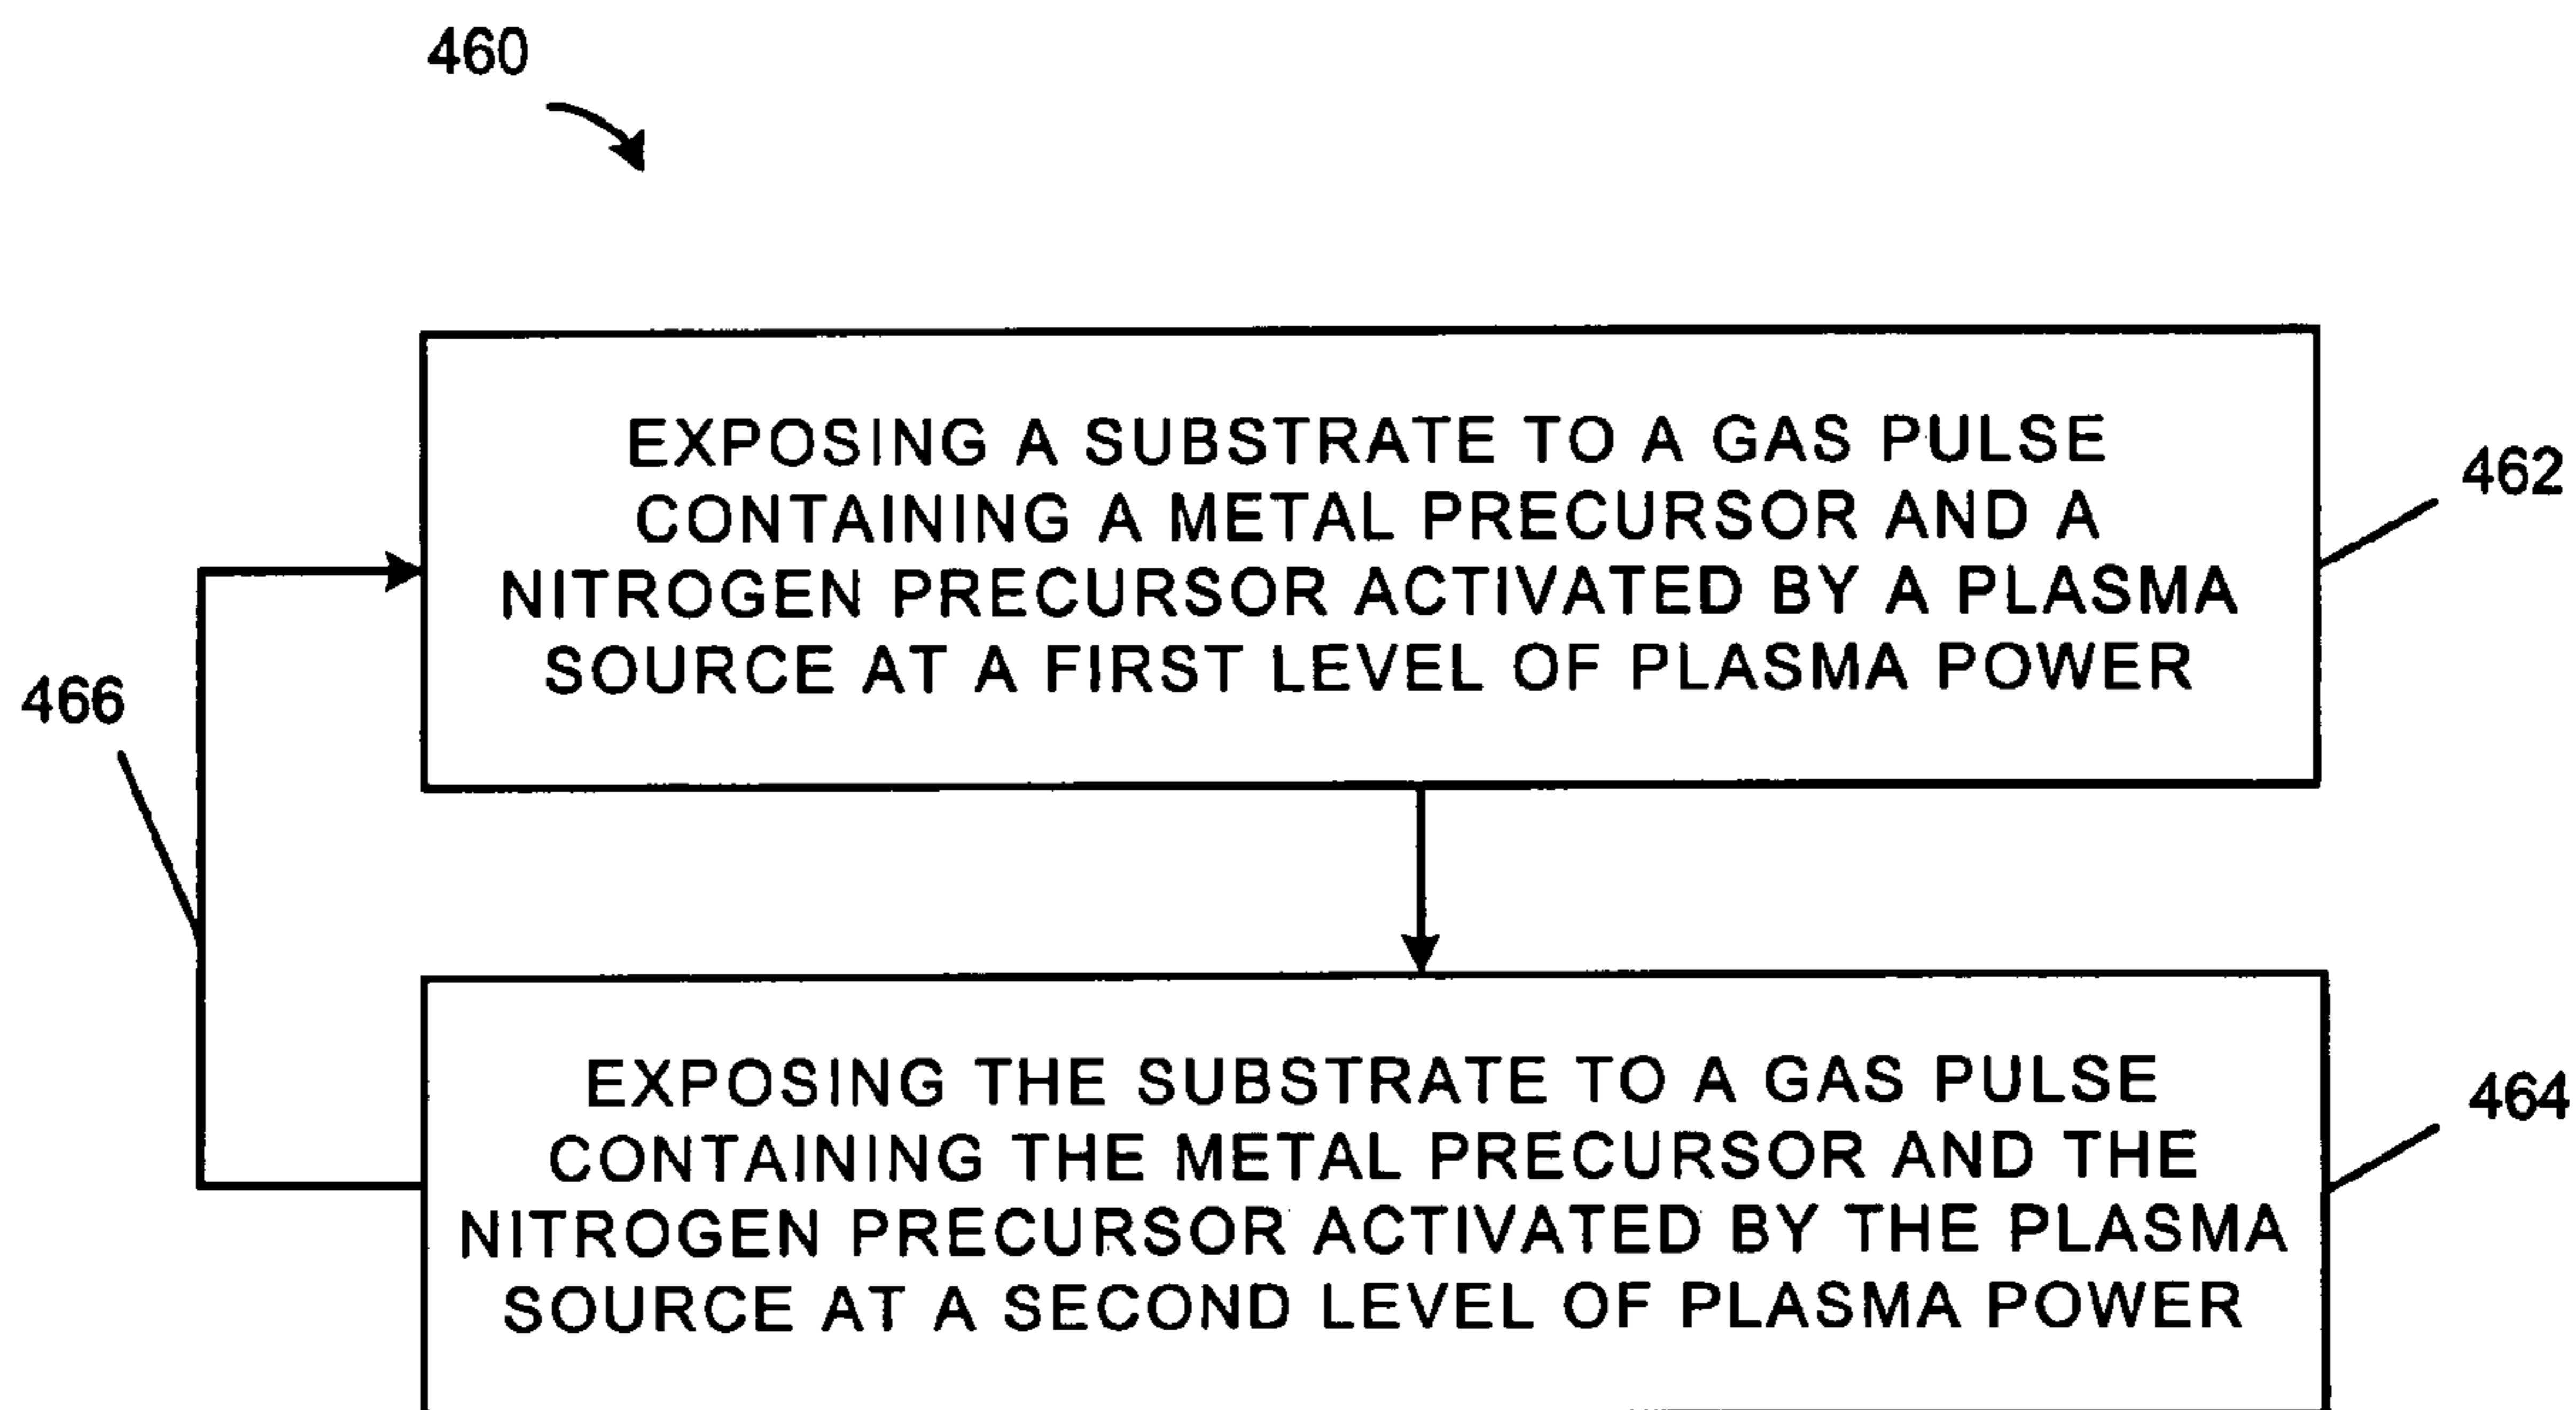 460
EXPOSING A SUBSTRATE TO A GAS PULSE
CONTAINING A METAL PRECURSOR AND A
NITROGEN PRECURSOR ACTIVATED BY A PLASMA
SOURCE AT A FIRST LEVEL OF PLASMA POWER
462
466
EXPOSING THE SUBSTRATE TO A GAS PULSE
CONTAINING THE METAL PRECURSOR AND THE
NITROGEN PRECURSOR ACTIVATED BY THE PLASMA
SOURCE AT A SECOND LEVEL OF PLASMA POWER
464